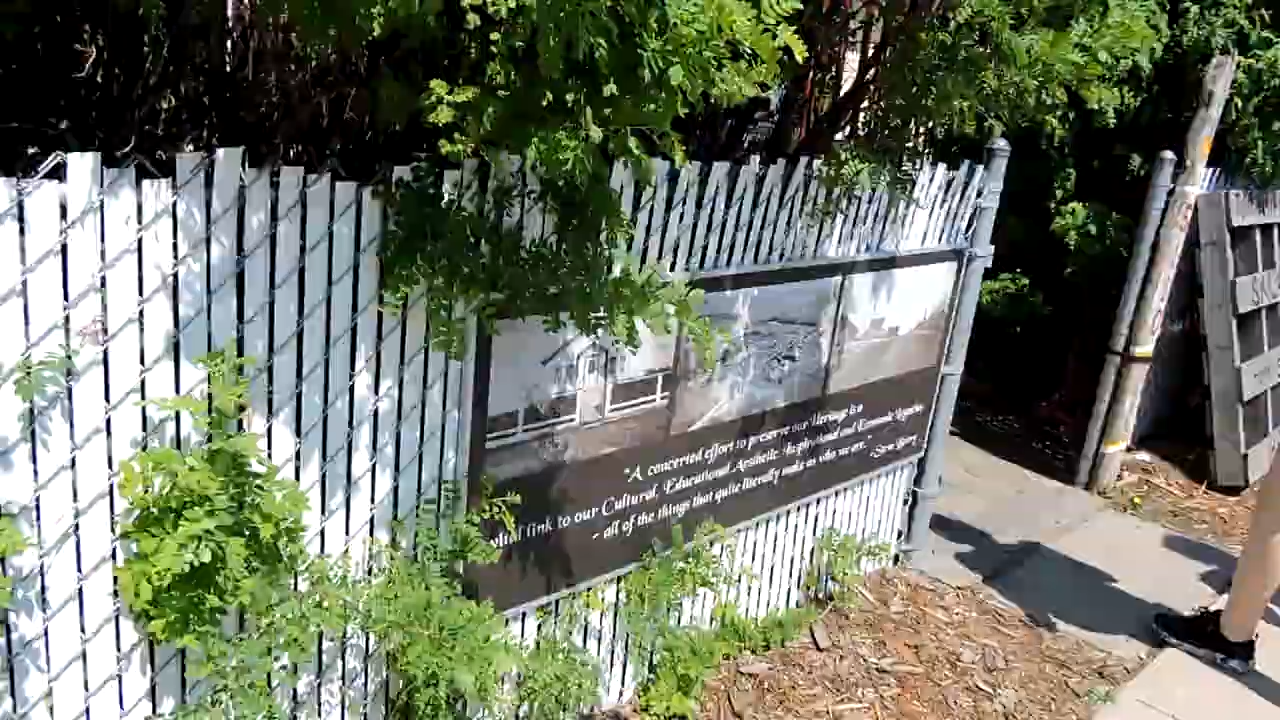 "A concerted effort to preserve our Heritage is a
link to our Cultural, Educational, Aesthetic, Inspirational and Economic legacies
- all of the things that quite literally make us who we are."